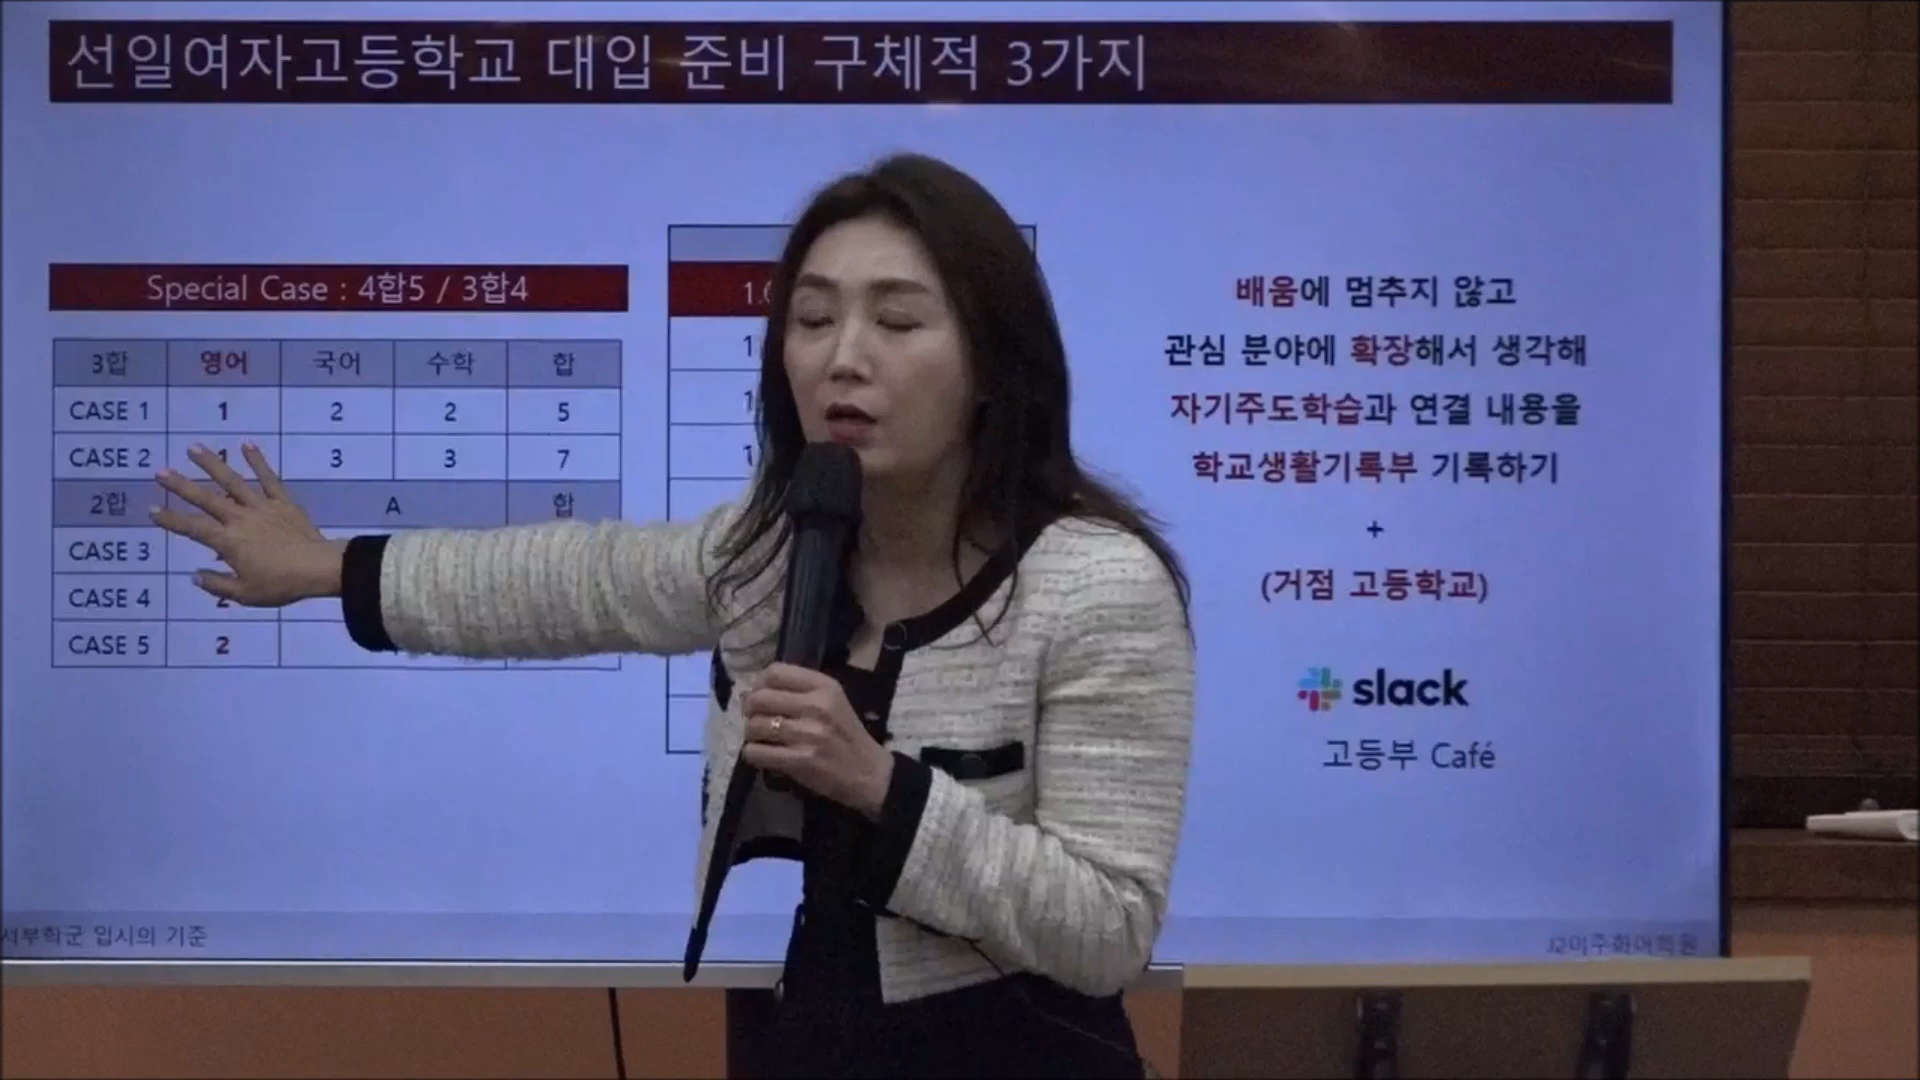 선일여자고등학교 대입 준비 구체적 3가지
Special Case : 4합5 / 3합4
3합 영어 국어 수학 합
CASE 1 1 2 2 5
CASE 2 1 3 3 7
2합 A 합
CASE 3
CASE 4 2
CASE 5 2
배움에 멈추지 않고
관심 분야에 확장해서 생각해
자기주도학습과 연결 내용을
학교생활기록부 기록하기
+
(거점 고등학교)
slack
고등부 Café
서부학군 입시의 기준